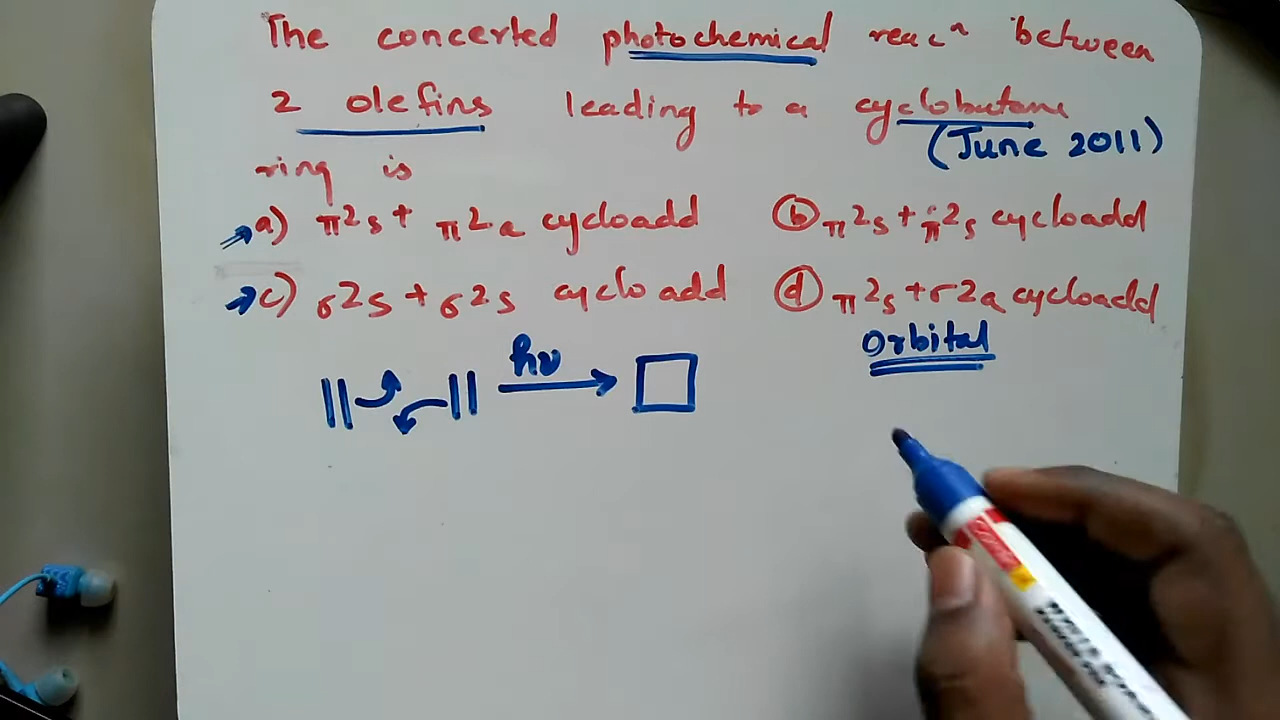 The concerted photochemical reacⁿ between
2 olefins leading to a cyclobutane
(June 2011)
ring is
a) π2s + π2a cycloadd (b) π2s + π2s cycloadd
c) σ2s + σ2s cycloadd (d) π2s + σ2a cycloadd
Orbital
hν